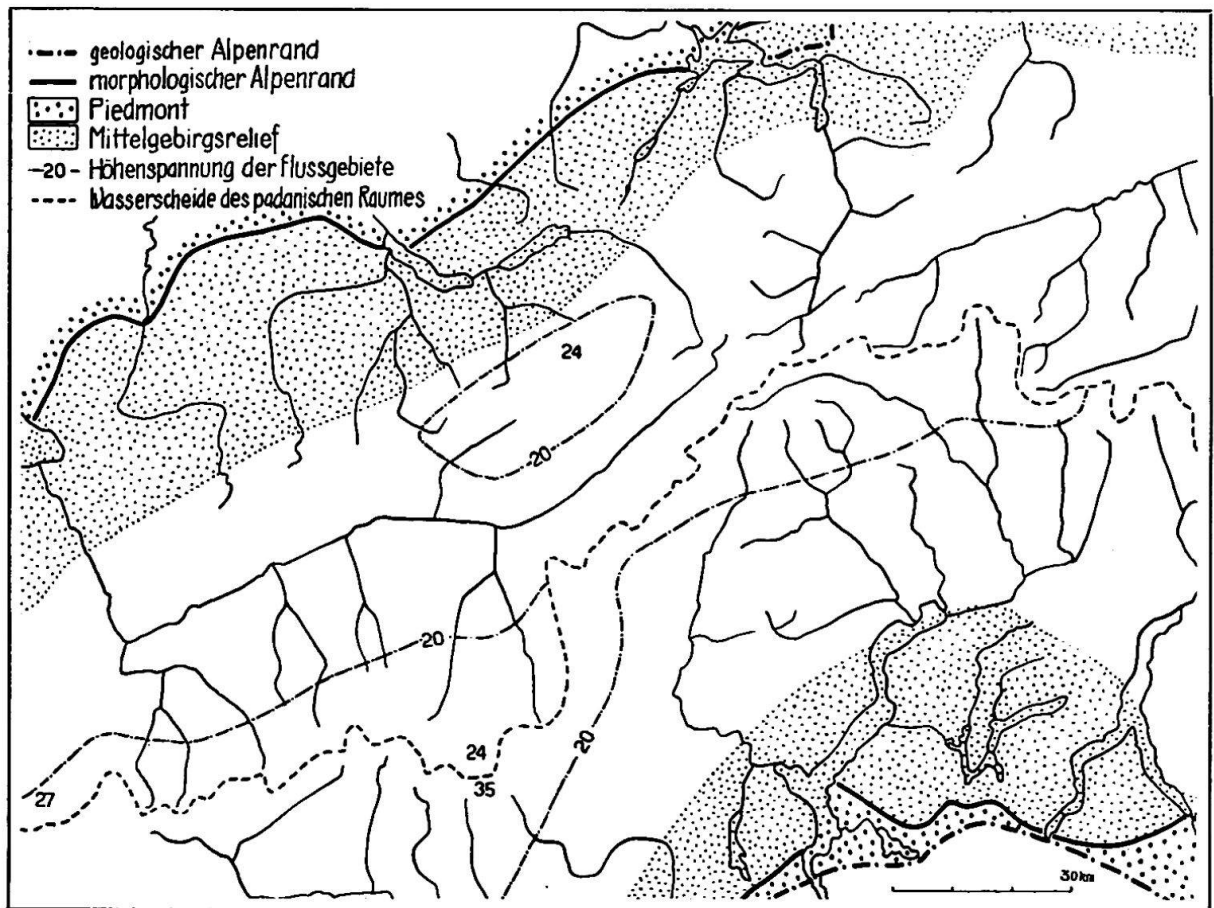 geologischer Alpenrand
morphologischer Alpenrand
Piedmont
Mittelgebirgsrelief
-20- Höhenspannung der Flussgebiete
Wasserscheide des padanischen Raumes
24
20
20
20
24
35
27
30 km